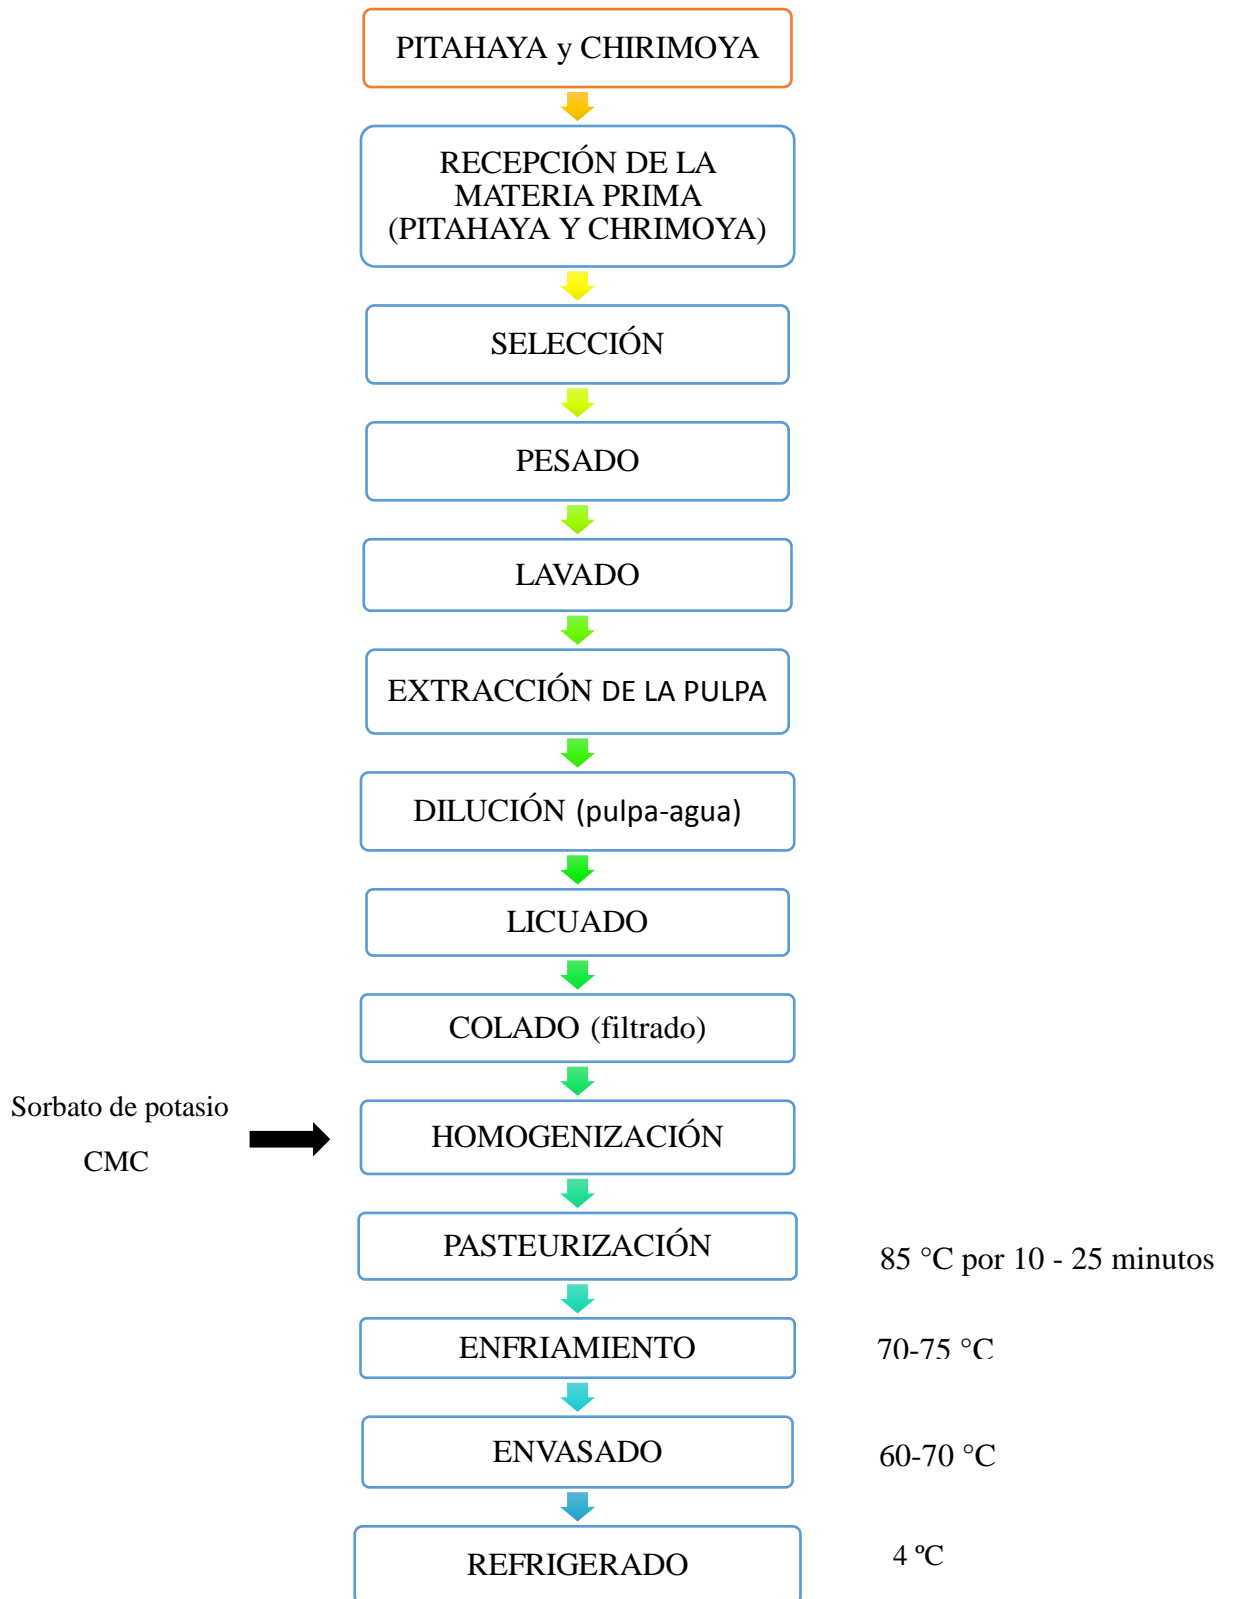 PITAHAYA y CHIRIMOYA
RECEPCIÓN DE LA
MATERIA PRIMA
(PITAHAYA Y CHRIMOYA)
SELECCIÓN
PESADO
LAVADO
EXTRACCIÓN DE LA PULPA
DILUCIÓN (pulpa-agua)
LICUADO
COLADO (filtrado)
Sorbato de potasio
CMC
HOMOGENIZACIÓN
PASTEURIZACIÓN
85 °C por 10 - 25 minutos
ENFRIAMIENTO
70-75 °C
ENVASADO
60-70 °C
REFRIGERADO
4 ºC